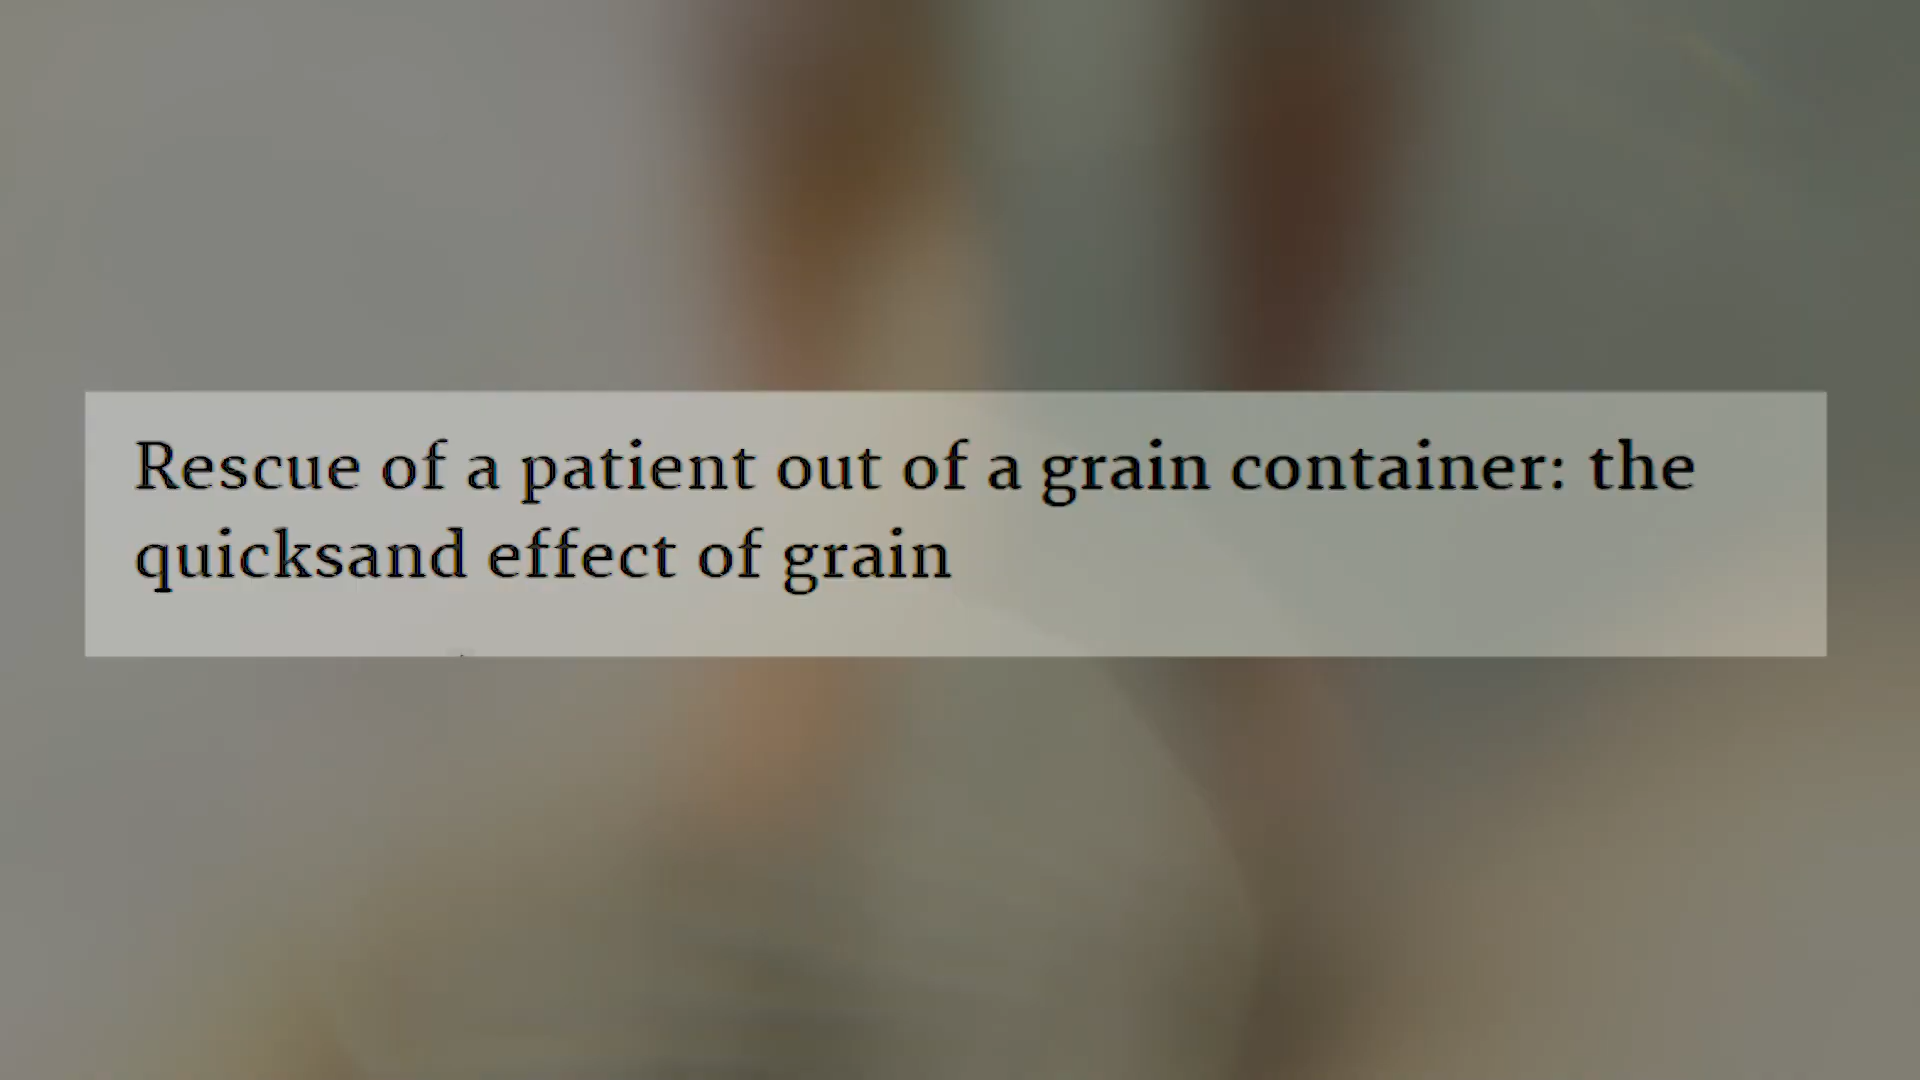 Rescue of a patient out of a grain container: the
quicksand effect of grain